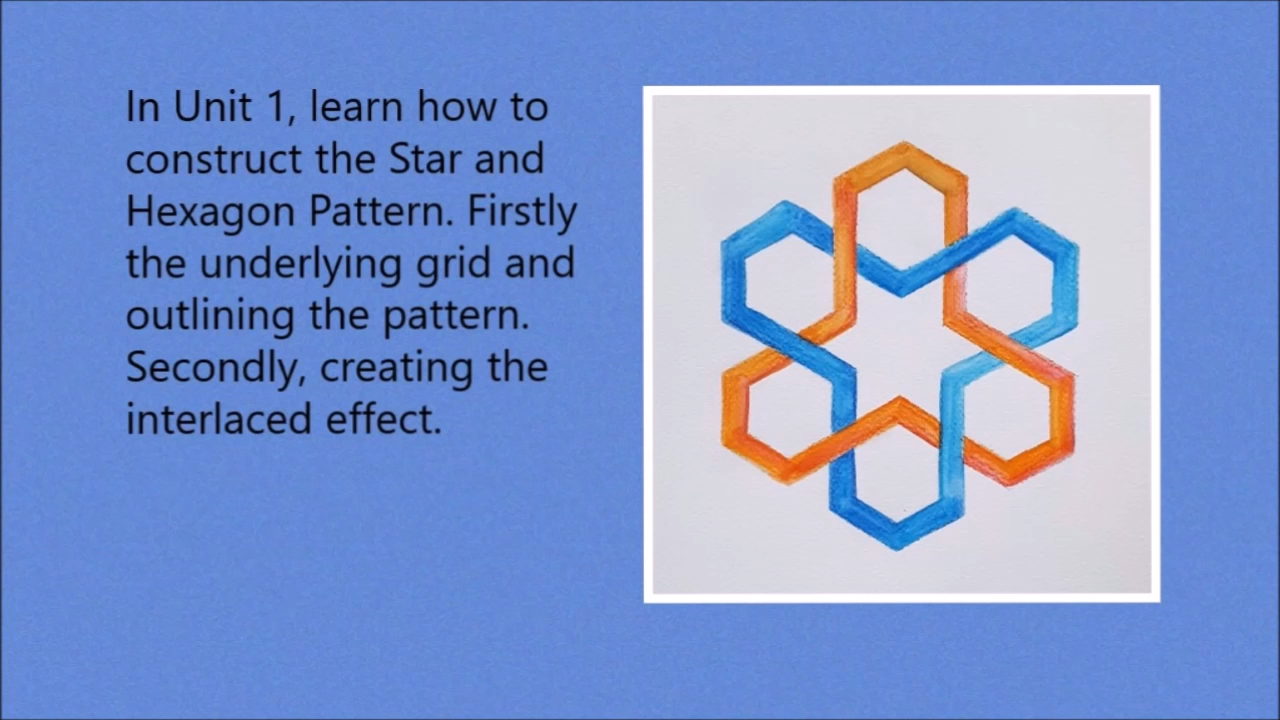 In Unit 1, learn how to
construct the Star and
Hexagon Pattern. Firstly
the underlying grid and
outlining the pattern.
Secondly, creating the
interlaced effect.